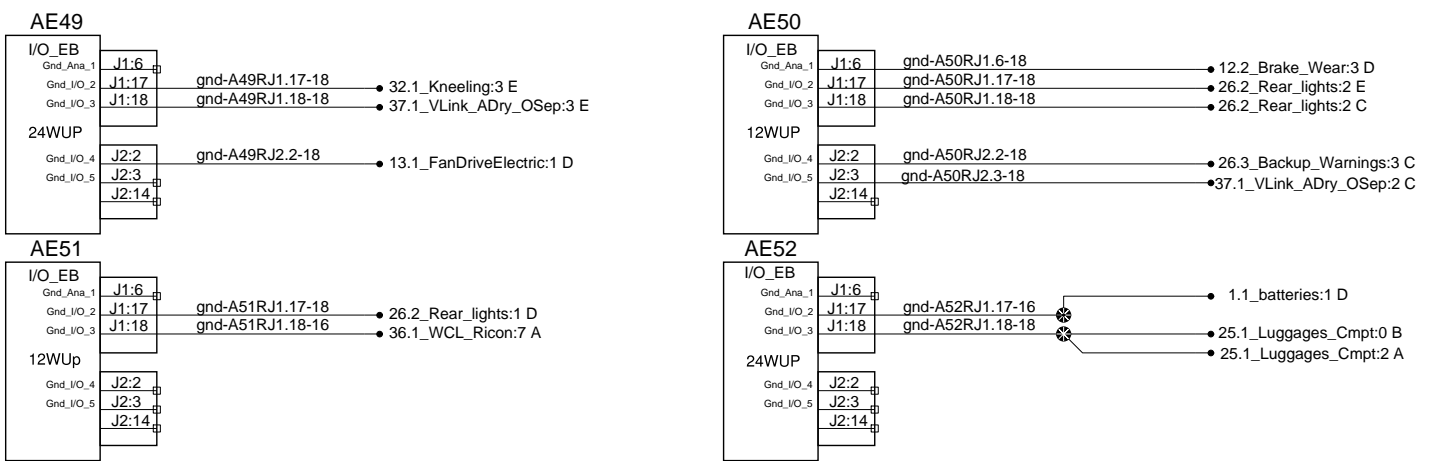 AE49
I/O_EB
Gnd_Ana_1 J1:6
Gnd_I/O_2 J1:17 gnd-A49RJ1.17-18 32.1_Kneeling:3 E
Gnd_I/O_3 J1:18 gnd-A49RJ1.18-18 37.1_VLink_ADry_OSep:3 E
24WUP
Gnd_I/O_4 J2:2 gnd-A49RJ2.2-18 13.1_FanDriveElectric:1 D
Gnd_I/O_5 J2:3
J2:14
AE50
I/O_EB
Gnd_Ana_1 J1:6 gnd-A50RJ1.6-18 12.2_Brake_Wear:3 D
Gnd_I/O_2 J1:17 gnd-A50RJ1.17-18 26.2_Rear_lights:2 E
Gnd_I/O_3 J1:18 gnd-A50RJ1.18-18 26.2_Rear_lights:2 C
12WUP
Gnd_I/O_4 J2:2 gnd-A50RJ2.2-18 26.3_Backup_Warnings:3 C
Gnd_I/O_5 J2:3 gnd-A50RJ2.3-18 37.1_VLink_ADry_OSep:2 C
J2:14
AE51
I/O_EB
Gnd_Ana_1 J1:6
Gnd_I/O_2 J1:17 gnd-A51RJ1.17-18 26.2_Rear_lights:1 D
Gnd_I/O_3 J1:18 gnd-A51RJ1.18-16 36.1_WCL_Ricon:7 A
12WUp
Gnd_I/O_4 J2:2
Gnd_I/O_5 J2:3
J2:14
AE52
I/O_EB
Gnd_Ana_1 J1:6 1.1_batteries:1 D
Gnd_I/O_2 J1:17 gnd-A52RJ1.17-16
Gnd_I/O_3 J1:18 gnd-A52RJ1.18-18 25.1_Luggages_Cmpt:0 B
25.1_Luggages_Cmpt:2 A
24WUP
Gnd_I/O_4 J2:2
Gnd_I/O_5 J2:3
J2:14